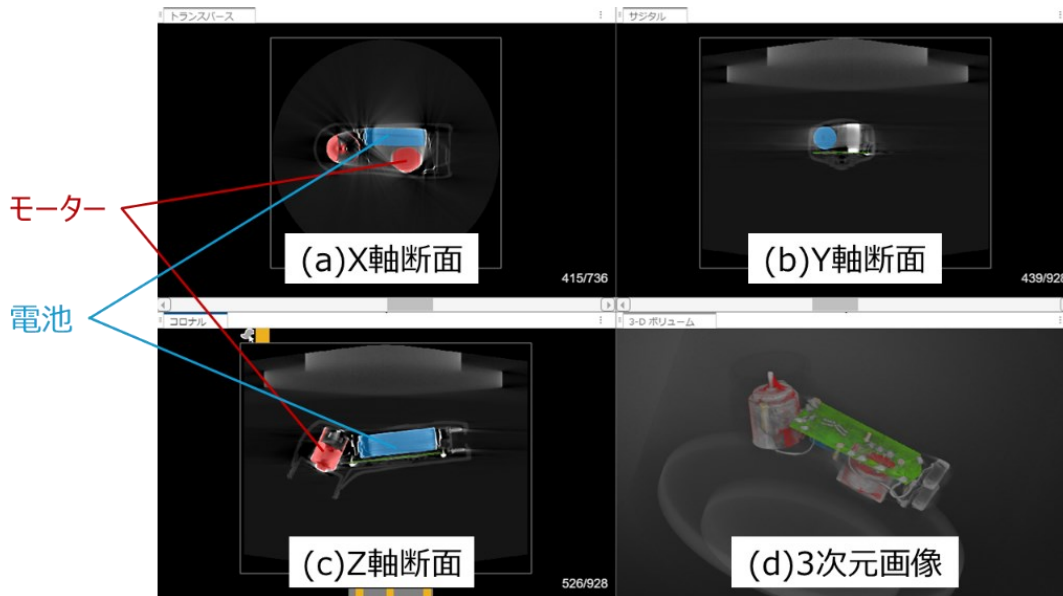 トランスバース
サジタル
(a)X軸断面
(b)Y軸断面
415/736
439/928
モーター
電池
コロナル
3-D ボリューム
(c)Z軸断面
(d)3次元画像
526/928